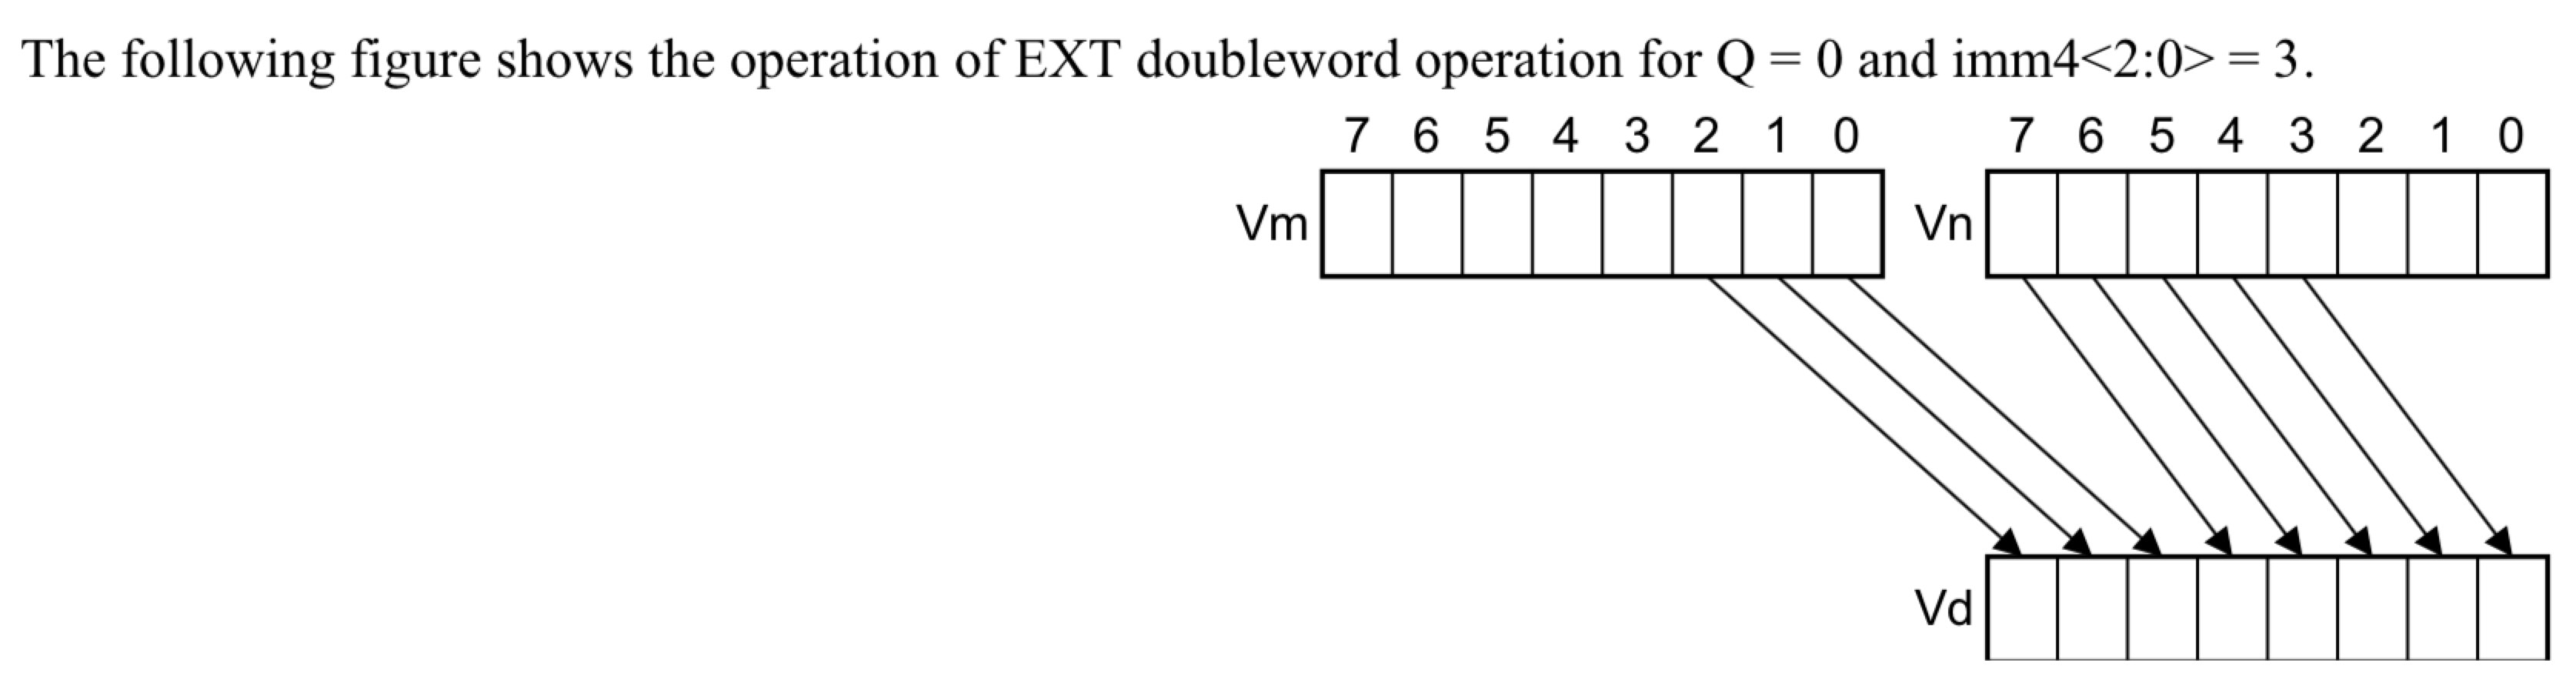 The following figure shows the operation of EXT doubleword operation for Q = 0 and imm4<2:0> = 3.
7 6 5 4 3 2 1 0 7 6 5 4 3 2 1 0
Vm Vn
Vd